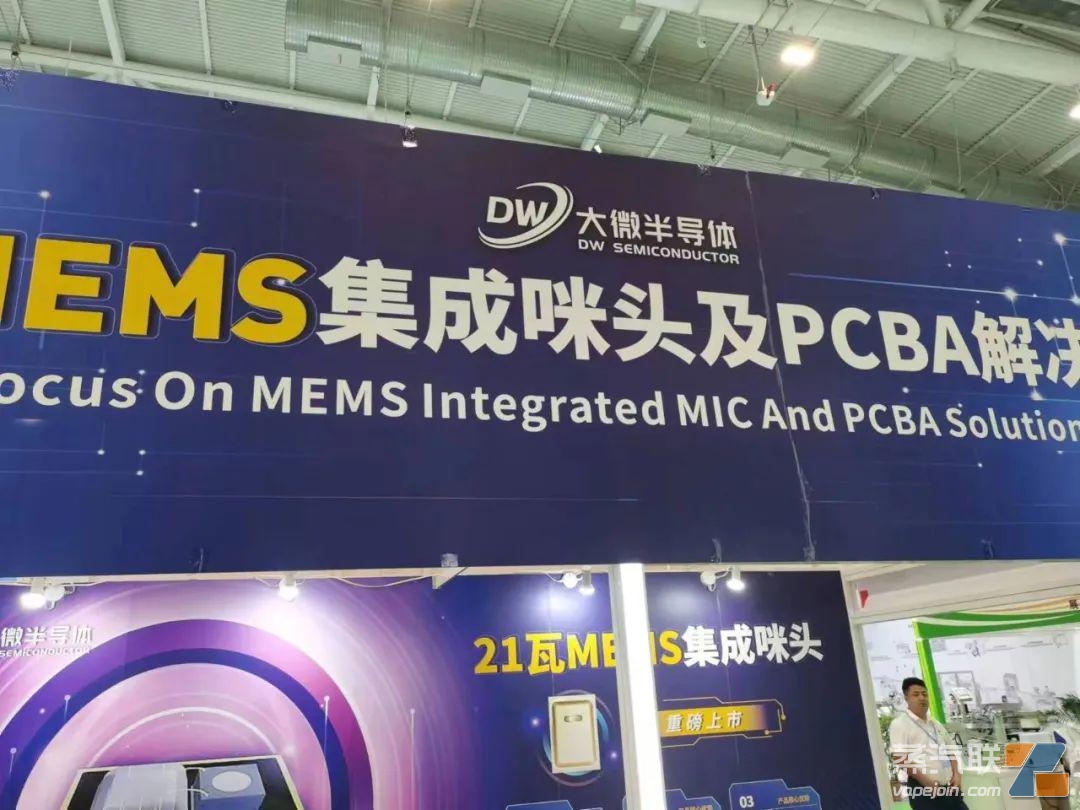 DW 大微半导体
DW SEMICONDUCTOR
MEMS集成咪头及PCBA解决
ocus On MEMS Integrated MIC And PCBA Solution
微半导体
SEMICONDUCTOR
21瓦MEMS集成咪头
重磅上市
03
蒸汽联
vapejoin.com